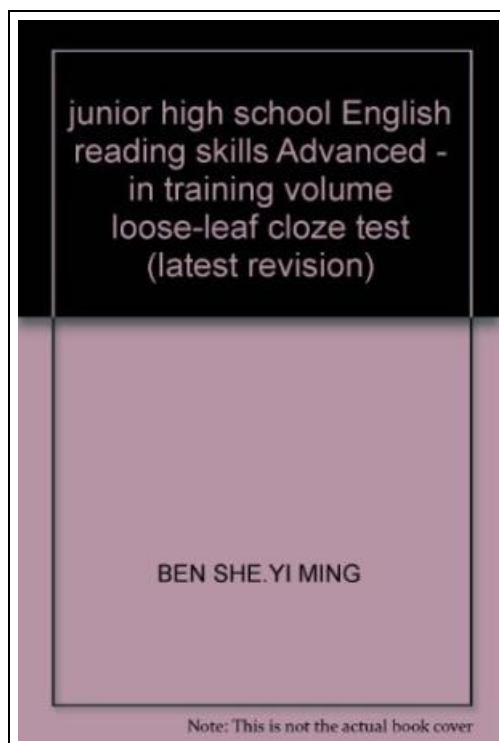 junior high school English
reading skills Advanced -
in training volume
loose-leaf cloze test
(latest revision)
BEN SHE.YI MING
Note: This is not the actual book cover